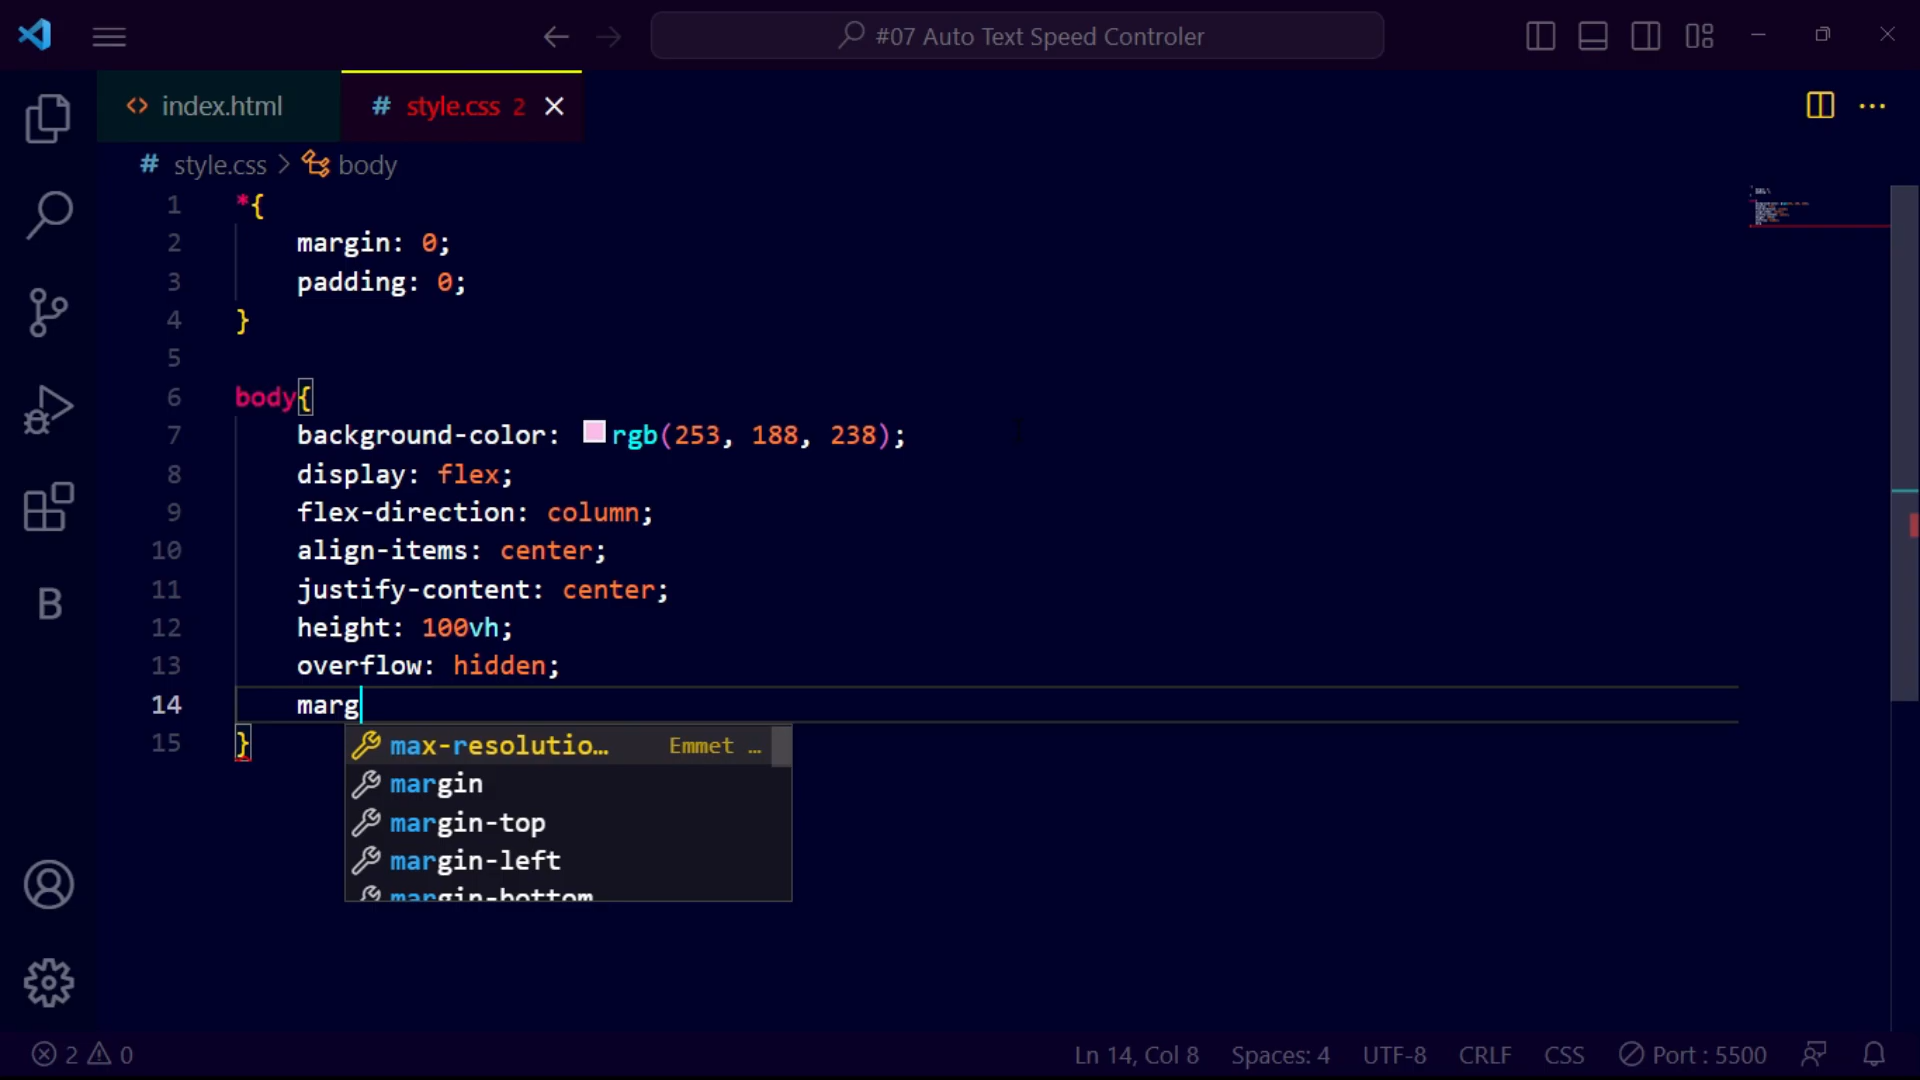 #07 Auto Text Speed Controler
<> index.html # style.css 2
# style.css > body
1 *{
2 margin: 0;
3 padding: 0;
4 }
5
6 body{
7 background-color: rgb(253, 188, 238);
8 display: flex;
9 flex-direction: column;
10 align-items: center;
11 justify-content: center;
12 height: 100vh;
13 overflow: hidden;
14 marg
15 }
max-resolutio… Emmet …
margin
margin-top
margin-left
margin-bottom
B
2 0 Ln 14, Col 8 Spaces: 4 UTF-8 CRLF CSS Port : 5500